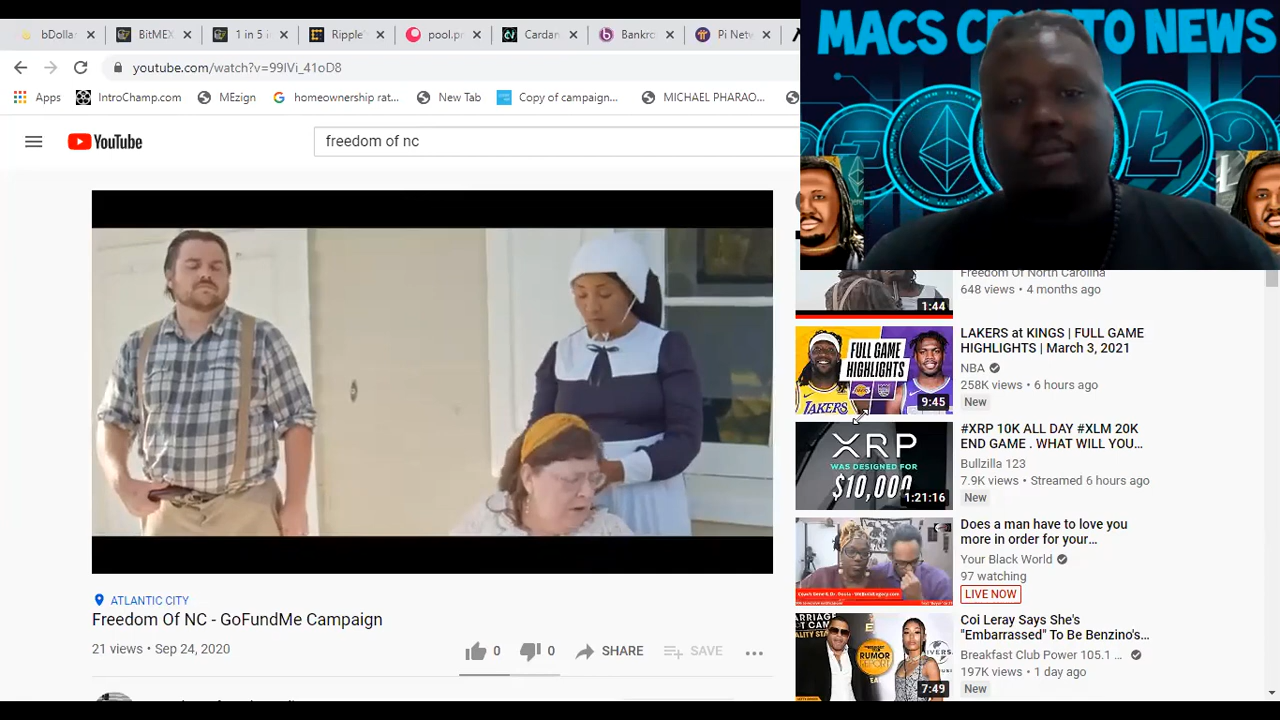 bDolla
BitMEX
1 in 5 i
Ripple
pool.pm
Cardan
Bankro
Pi Netw
MACS CRYPTO NEWS
youtube.com/watch?v=99lVi_41oD8
Apps
IntroChamp.com
homeownership rat...
New Tab
Copy of campaign...
MICHAEL PHARAO...
YouTube
freedom of nc
Freedom Of North Carolina
648 views • 4 months ago
1:44
LAKERS at KINGS | FULL GAME
HIGHLIGHTS | March 3, 2021
NBA
258K views • 6 hours ago
New
FULL GAME
HIGHLIGHTS
LAKERS
9:45
#XRP 10K ALL DAY #XLM 20K
END GAME . WHAT WILL YOU...
Bullzilla 123
7.9K views • Streamed 6 hours ago
New
XRP
WAS DESIGNED FOR
$10,000
1:21:16
Does a man have to love you
more in order for your...
Your Black World
97 watching
LIVE NOW
ATLANTIC CITY
Freedom of NC - GoFundMe Campaign
21 views • Sep 24, 2020
0
0
SHARE
SAVE
Coi Leray Says She's
"Embarrassed" To Be Benzino's...
Breakfast Club Power 105.1 ...
197K views • 1 day ago
New
RUMOR
7:49